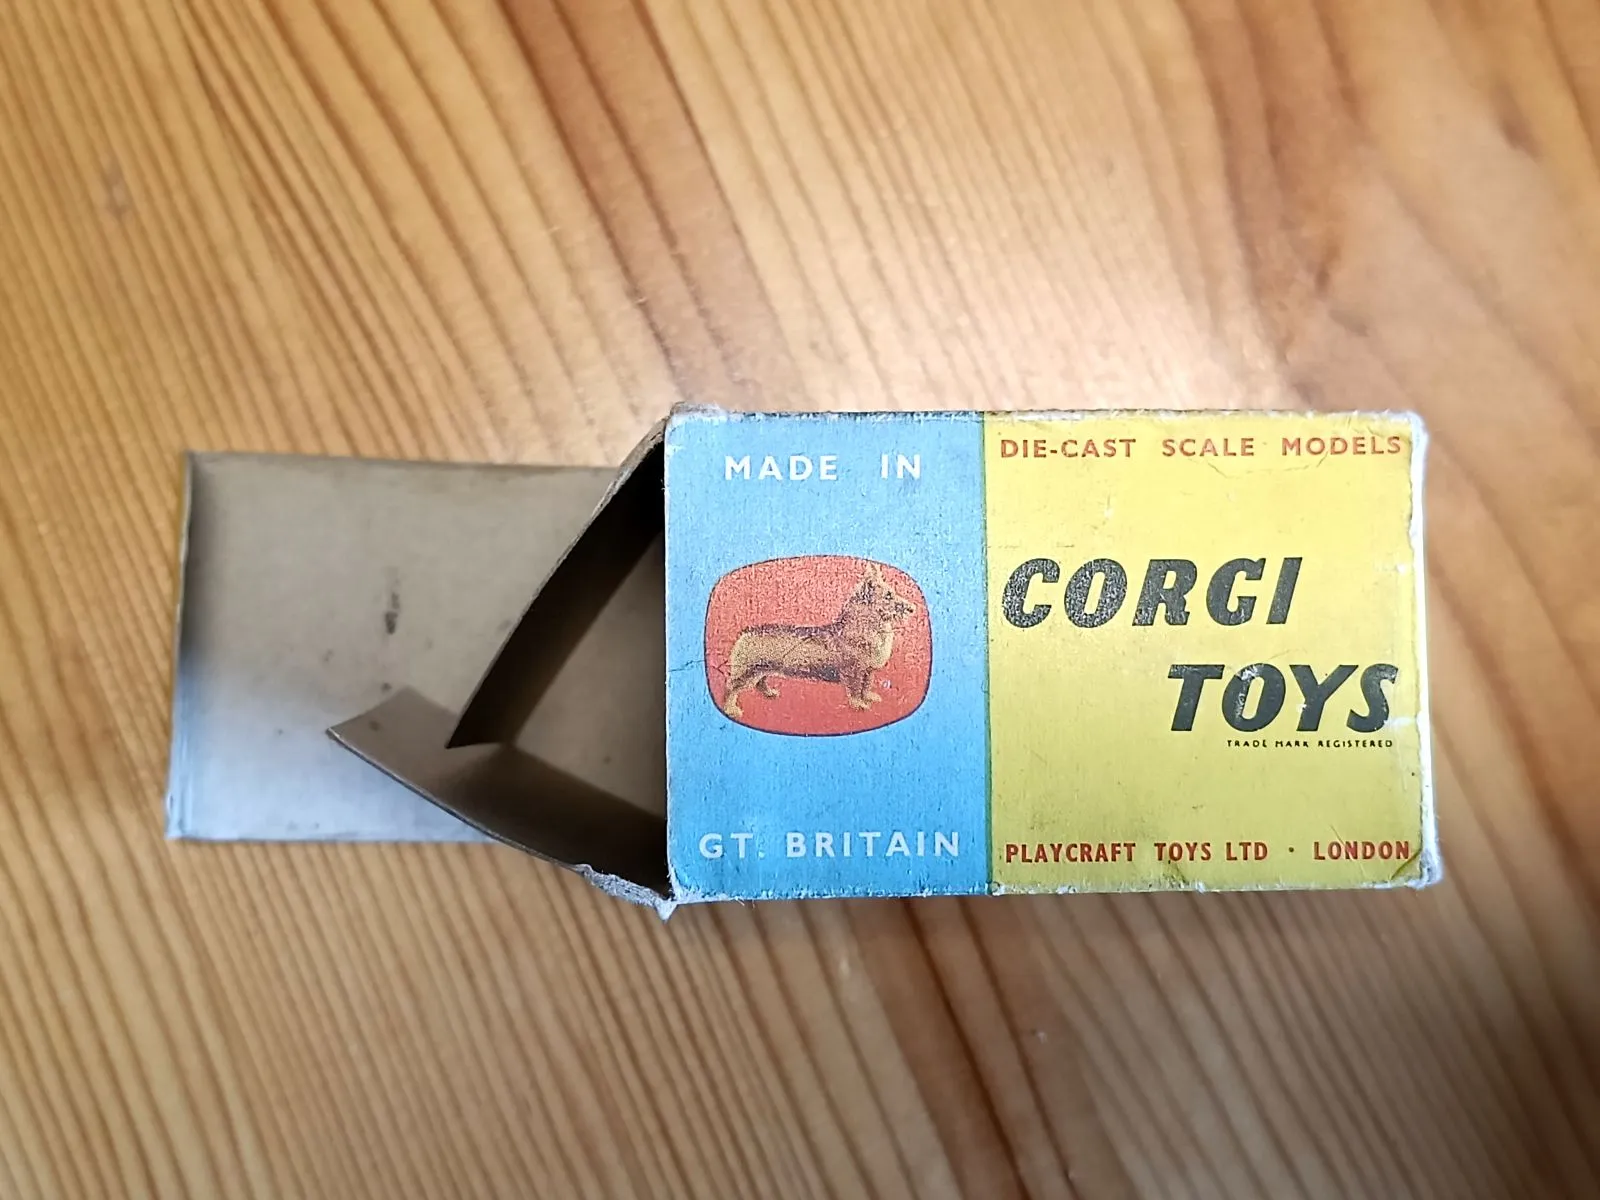 MADE IN
GT. BRITAIN
DIE-CAST SCALE MODELS
CORGI
TOYS
TRADE MARK REGISTERED
PLAYCRAFT TOYS LTD · LONDON